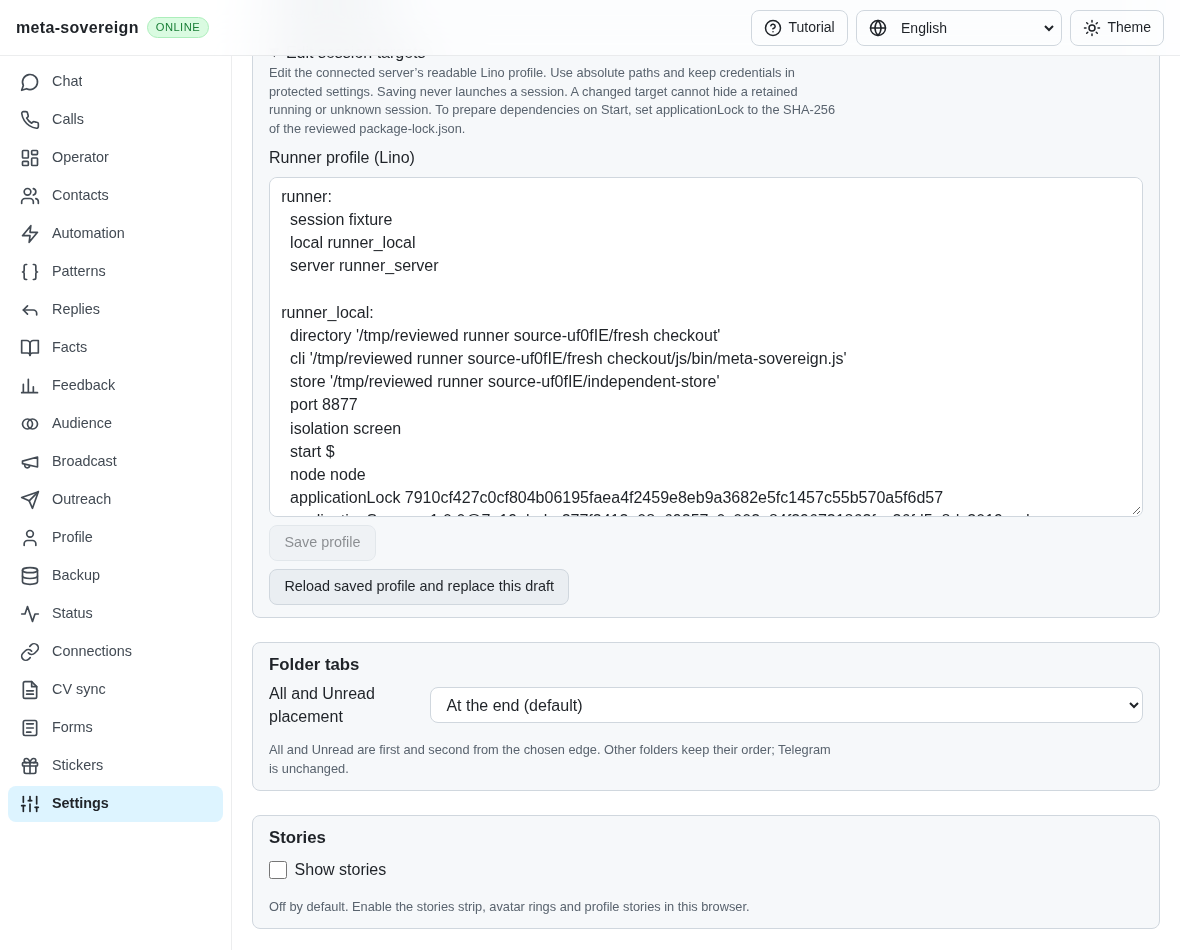 meta-sovereign
ONLINE
Tutorial
English
Theme
Chat
Calls
Operator
Contacts
Automation
Patterns
Replies
Facts
Feedback
Audience
Broadcast
Outreach
Profile
Backup
Status
Connections
CV sync
Forms
Stickers
Settings
Edit session targets
Edit the connected server's readable Lino profile. Use absolute paths and keep credentials in
protected settings. Saving never launches a session. A changed target cannot hide a retained
running or unknown session. To prepare dependencies on Start, set applicationLock to the SHA-256
of the reviewed package-lock.json.
Runner profile (Lino)
runner:
session fixture
local runner_local
server runner_server
runner_local:
directory '/tmp/reviewed runner source-uf0fIE/fresh checkout'
cli '/tmp/reviewed runner source-uf0fIE/fresh checkout/js/bin/meta-sovereign.js'
store '/tmp/reviewed runner source-uf0fIE/independent-store'
port 8877
isolation screen
start $
node node
applicationLock 7910cf427c0cf804b06195faea4f2459e8eb9a3682e5fc1457c55b570a5f6d57
Save profile
Reload saved profile and replace this draft
Folder tabs
All and Unread
placement
At the end (default)
All and Unread are first and second from the chosen edge. Other folders keep their order; Telegram
is unchanged.
Stories
Show stories
Off by default. Enable the stories strip, avatar rings and profile stories in this browser.